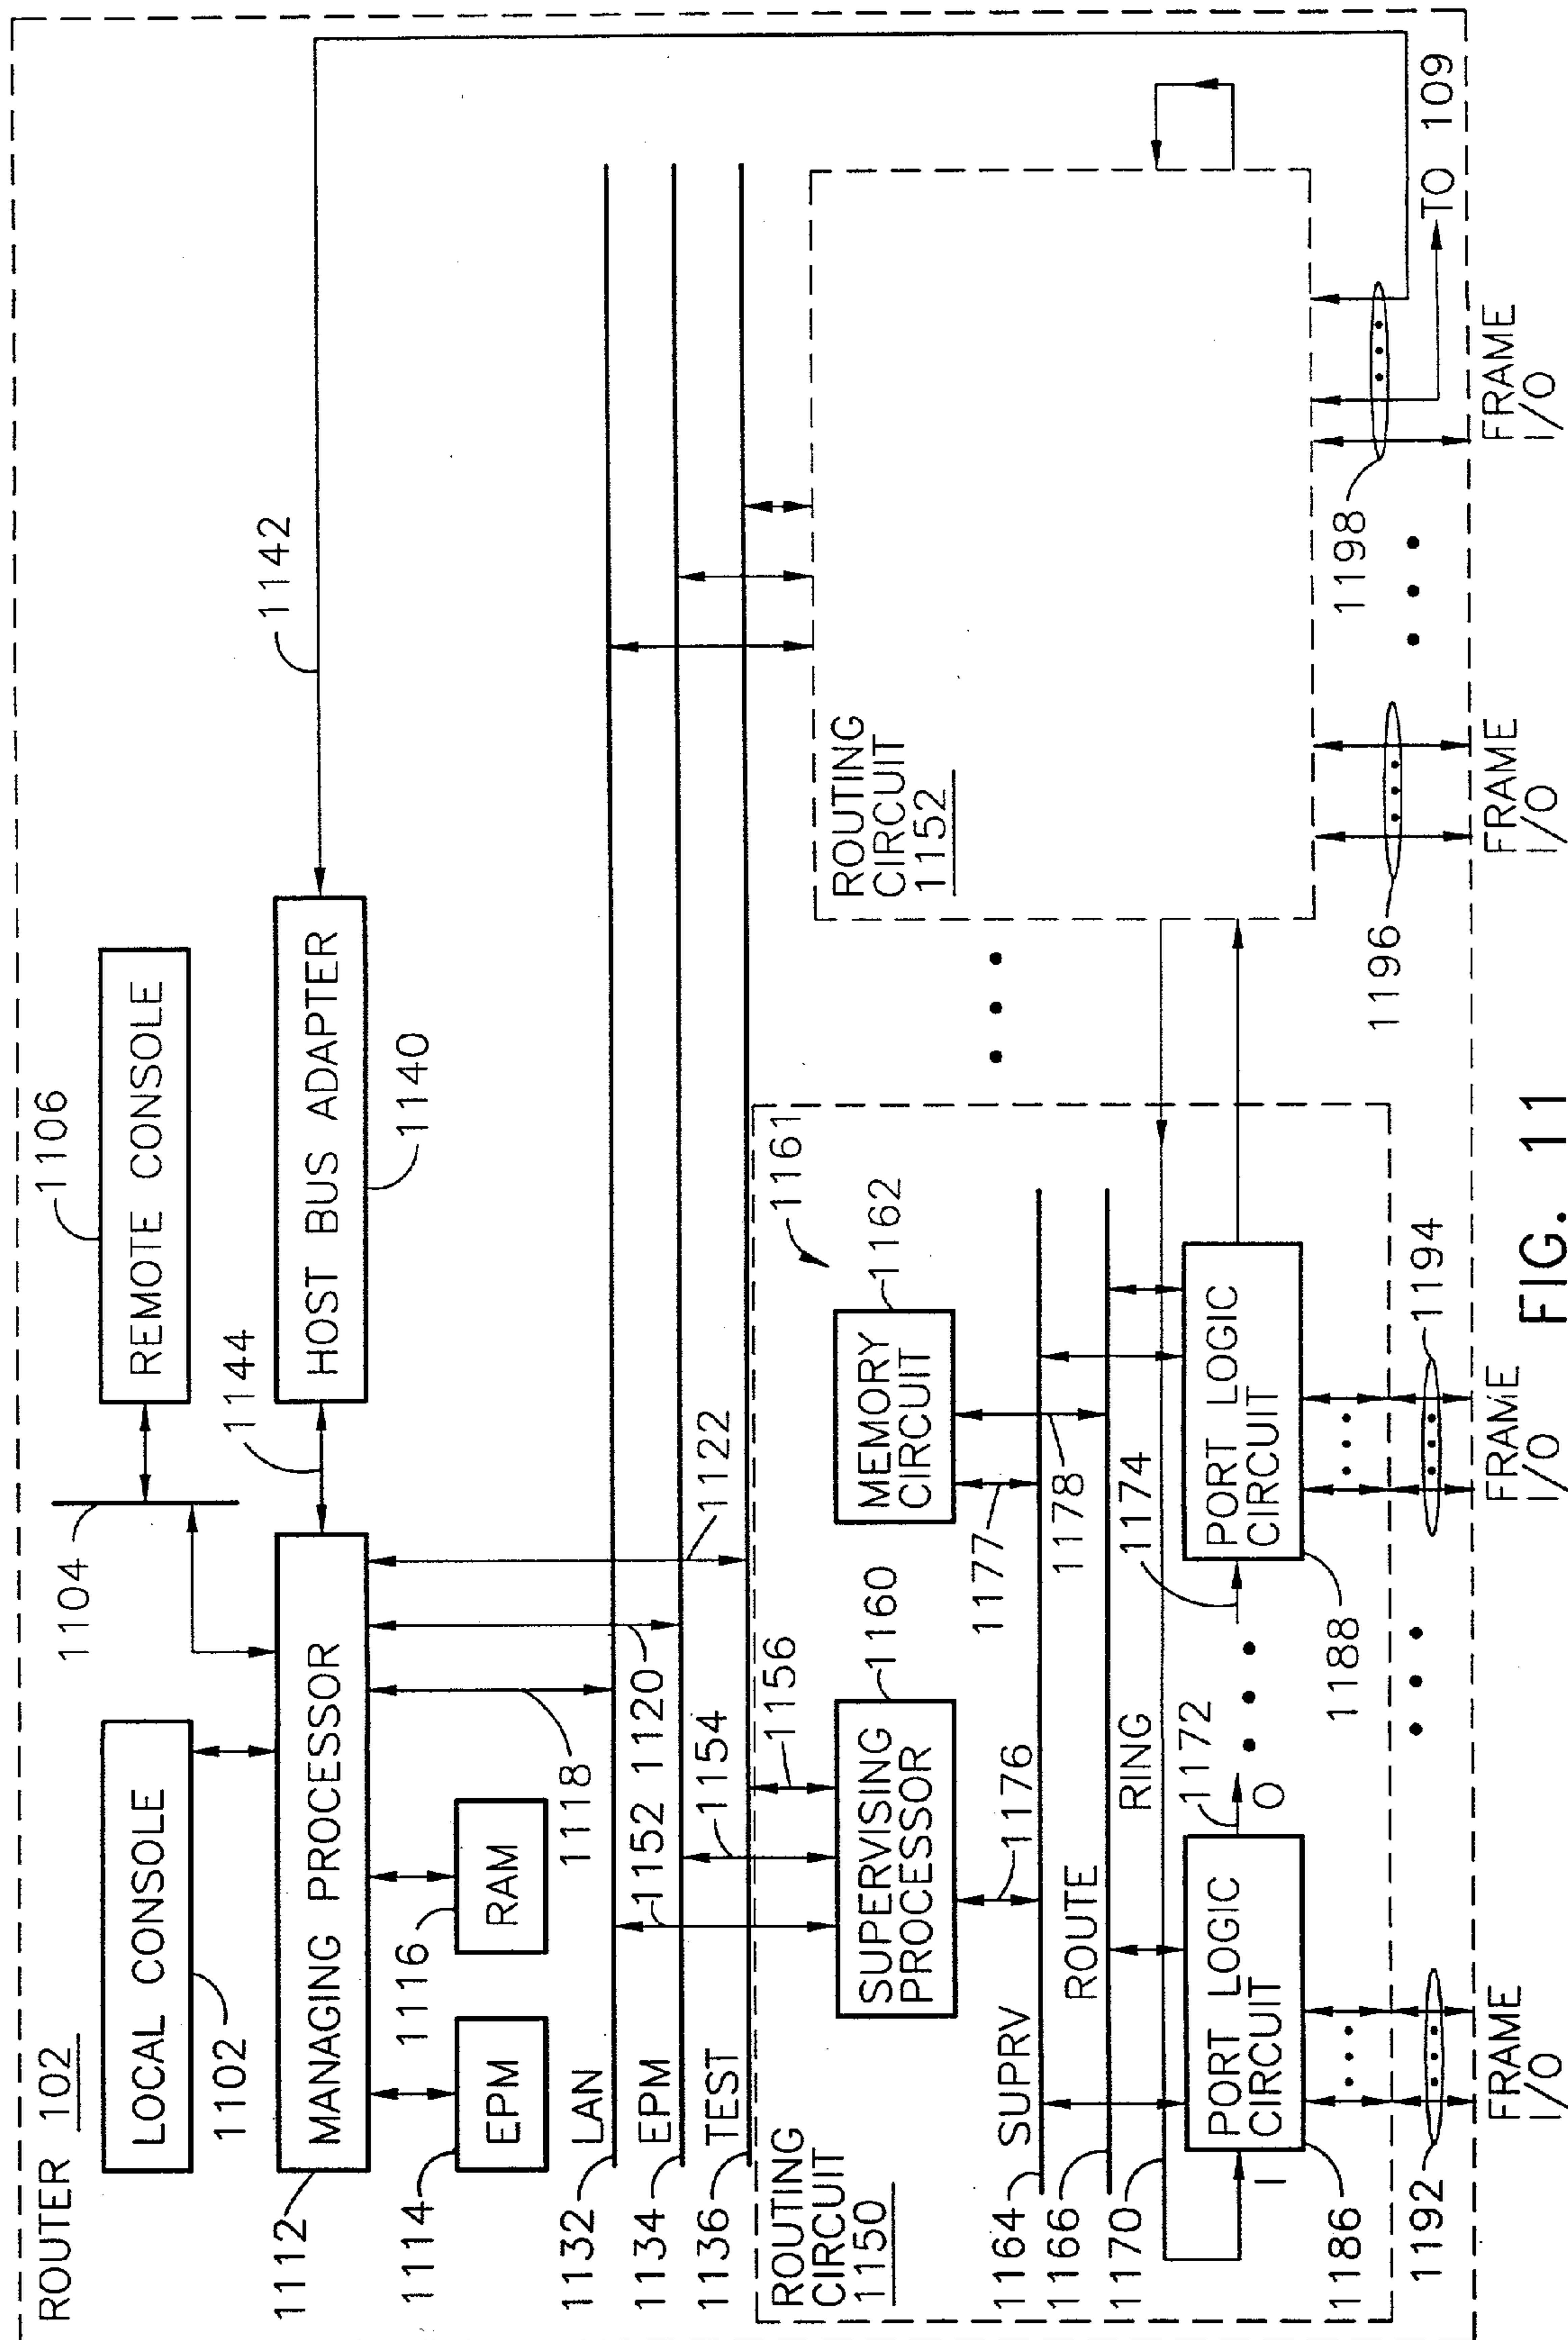 ROUTER 102
LOCAL CONSOLE
1102
1104
REMOTE CONSOLE
1106
1112
MANAGING PROCESSOR
1144
HOST BUS ADAPTER
1140
1142
1114
EPM
1116
RAM
1118
1120
1122
1132
LAN
1134
EPM
1136
TEST
1152
1154
1156
ROUTING
CIRCUIT
1150
SUPERVISING
PROCESSOR
1160
MEMORY
CIRCUIT
1162
1161
1164
SUPRV
1176
1177
1178
1166
ROUTE
1170
RING
1172
1174
I
PORT LOGIC
CIRCUIT
O
1186
PORT LOGIC
CIRCUIT
1188
ROUTING
CIRCUIT
1152
1192
FRAME
I/O
1194
FRAME
I/O
1196
FRAME
I/O
1198
FRAME
I/O
TO 109
FIG. 11